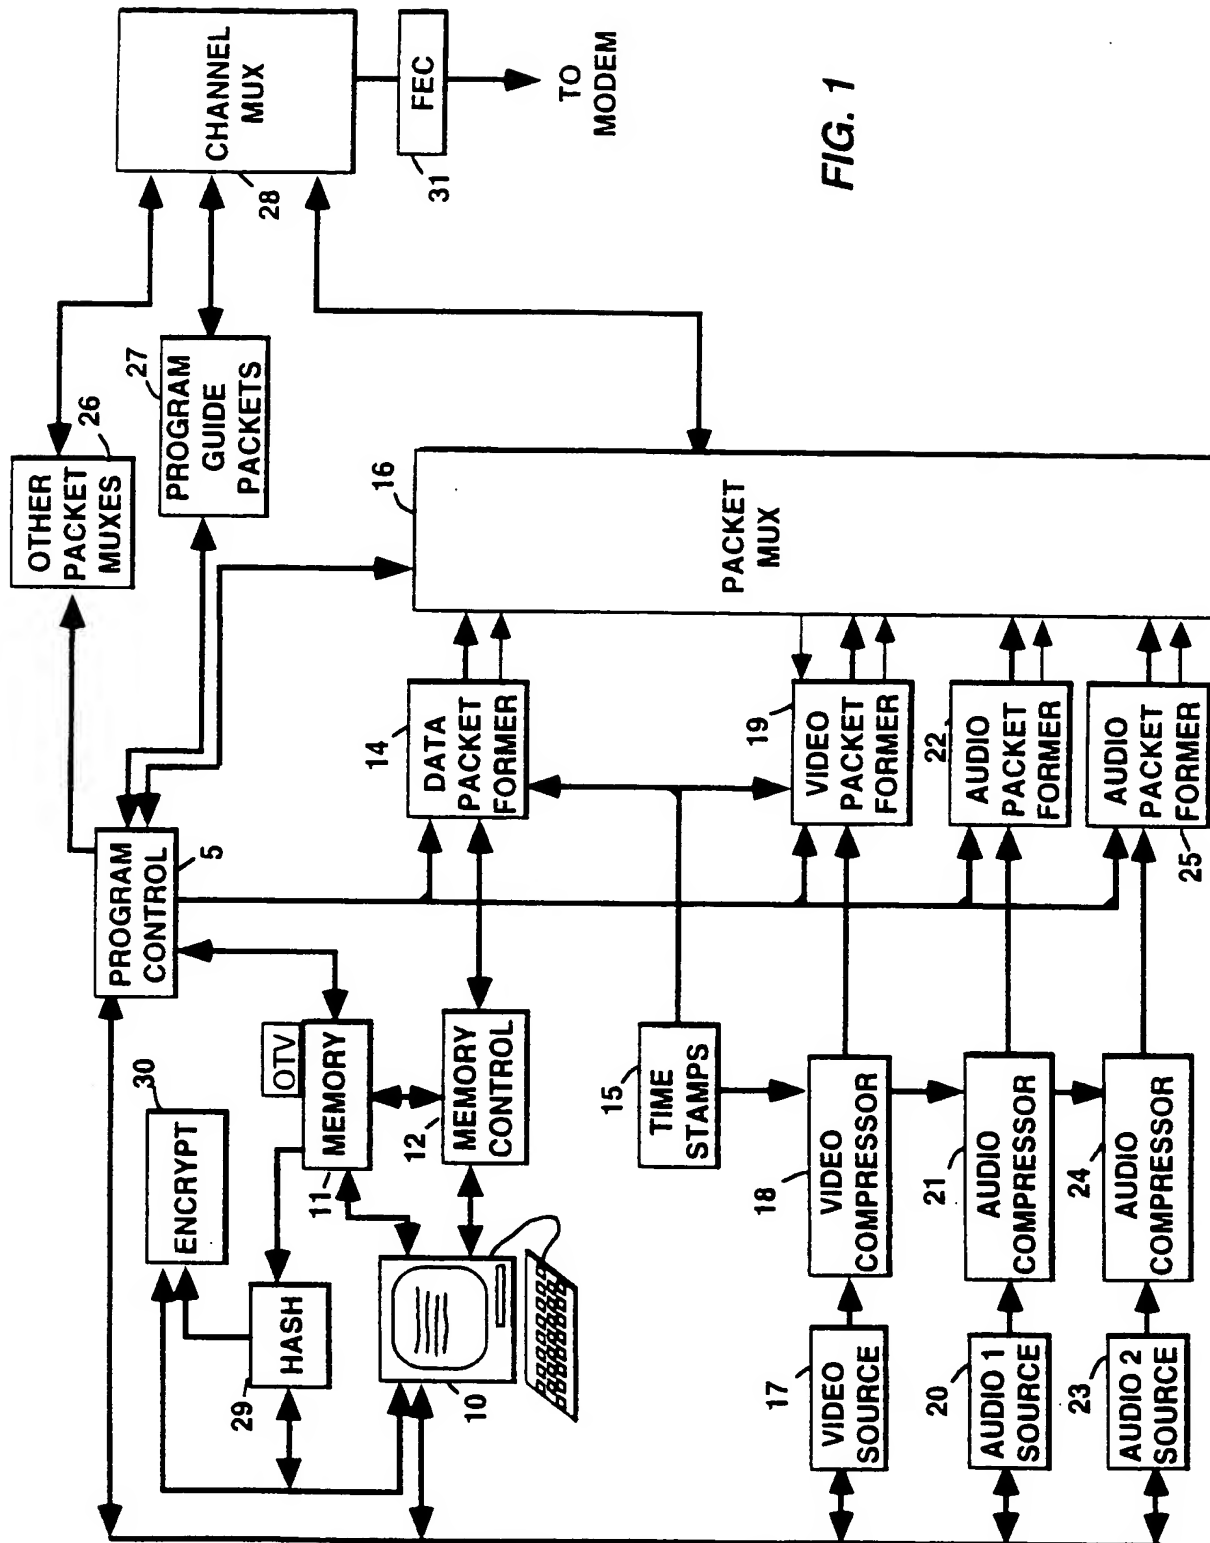 OTHER
PACKET
MUXES
26
PROGRAM
GUIDE
PACKETS
27
CHANNEL
MUX
28
FEC
31
TO
MODEM
PROGRAM
CONTROL
5
ENCRYPT
30
HASH
29
OTV
MEMORY
11
MEMORY
CONTROL
12
10
DATA
PACKET
FORMER
14
TIME
STAMPS
15
PACKET
MUX
16
VIDEO
SOURCE
17
VIDEO
COMPRESSOR
18
VIDEO
PACKET
FORMER
19
AUDIO 1
SOURCE
20
AUDIO
COMPRESSOR
21
AUDIO
PACKET
FORMER
22
AUDIO 2
SOURCE
23
AUDIO
COMPRESSOR
24
AUDIO
PACKET
FORMER
25
FIG. 1